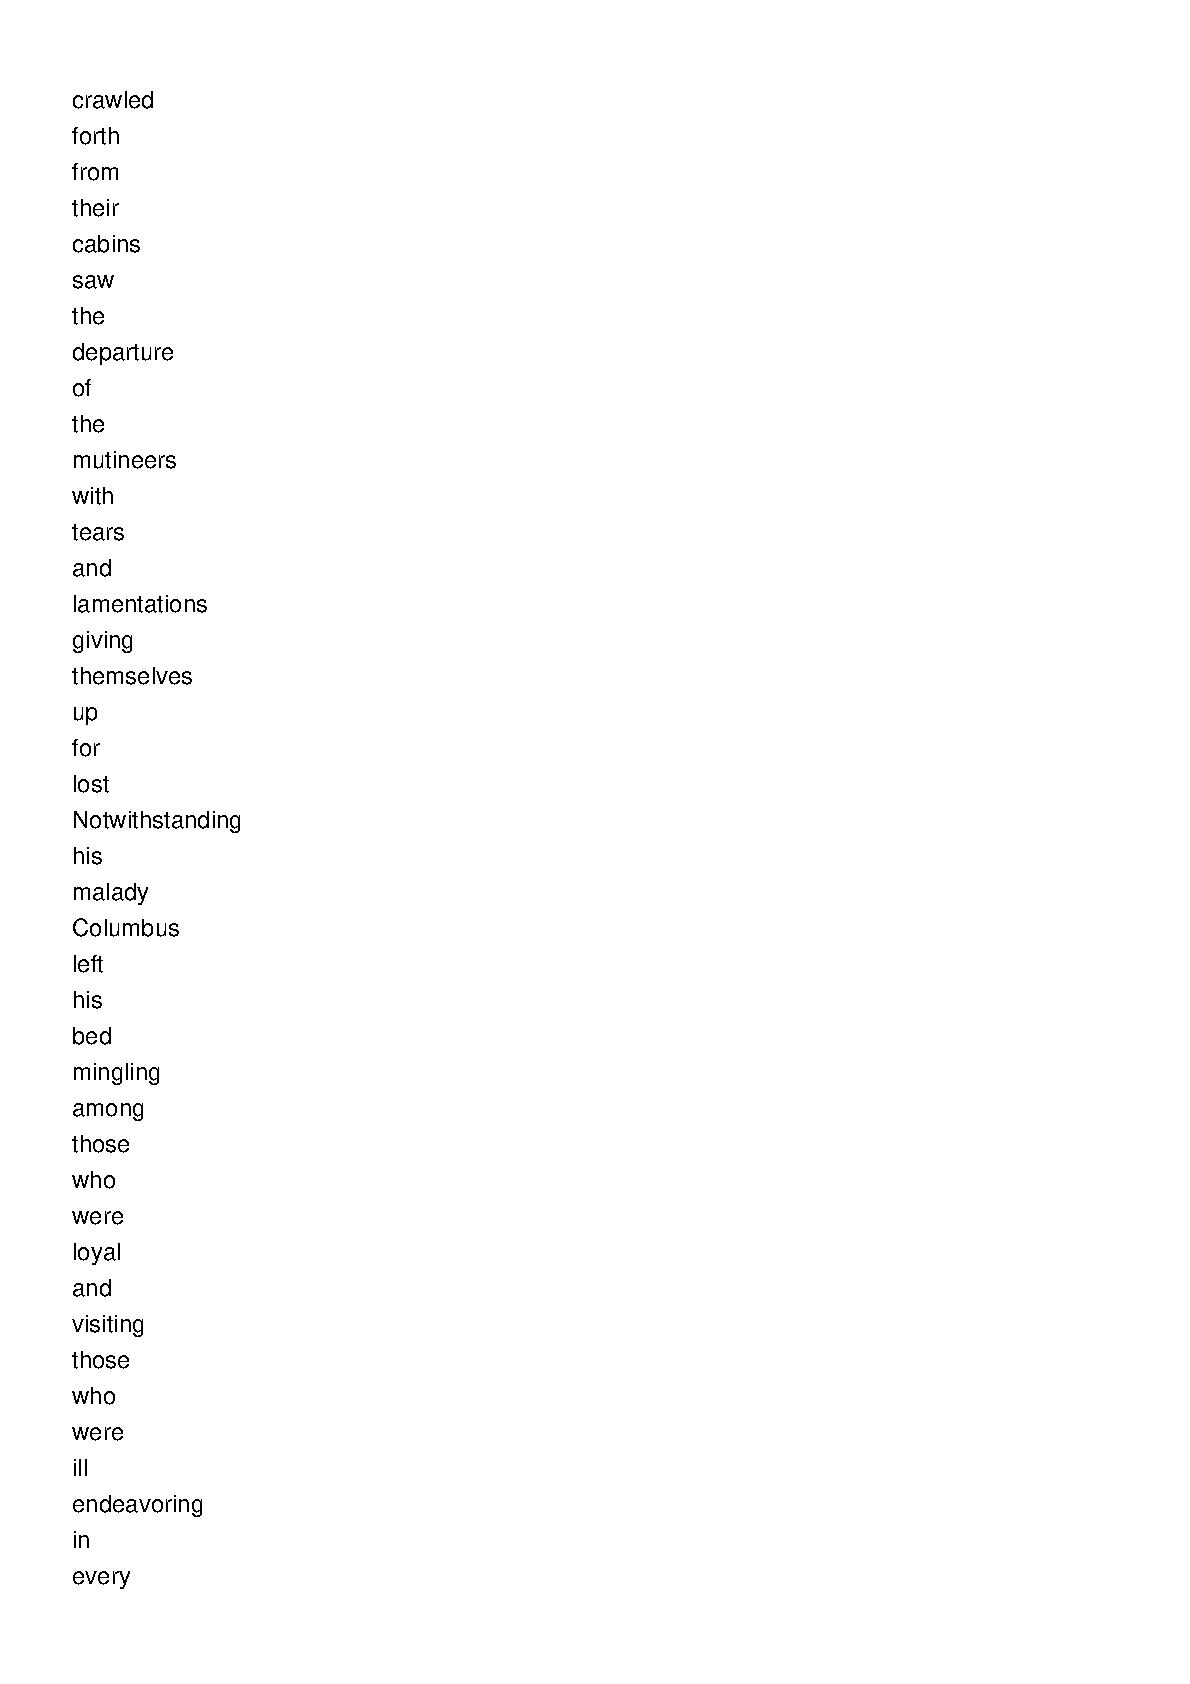 crawled
forth
from
their
cabins
saw
the
departure
of
the
mutineers
with
tears
and
lamentations
giving
themselves
up
for
lost
Notwithstanding
his
malady
Columbus
left
his
bed
mingling
among
those
who
were
loyal
and
visiting
those
who
were
ill
endeavoring
in
every